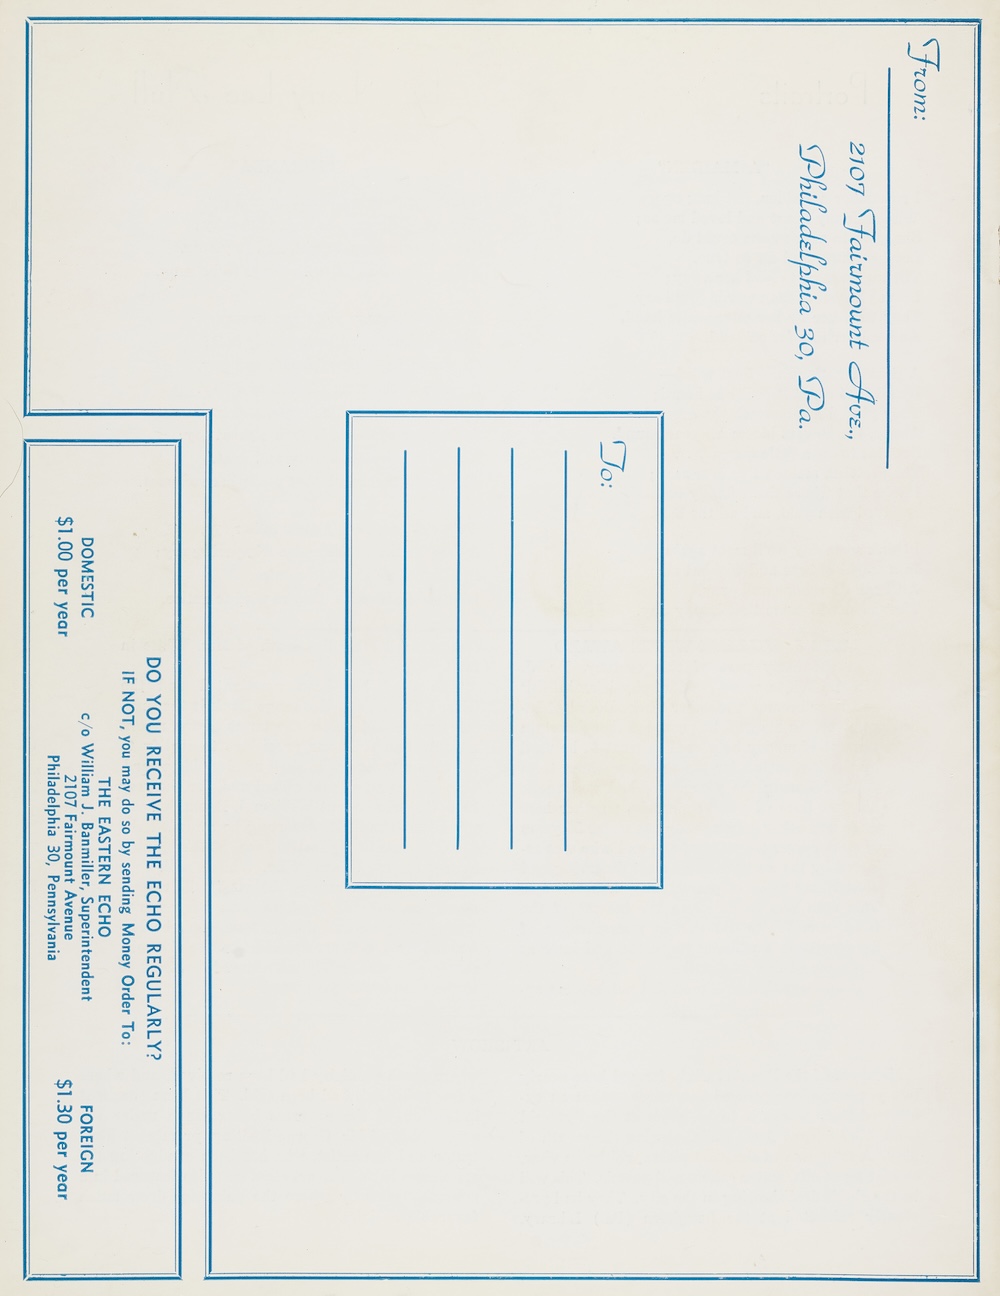 From:
2107 Fairmount Ave.,
Philadelphia 30, Pa.
To:
DO YOU RECEIVE THE ECHO REGULARLY?
IF NOT, you may do so by sending Money Order To:
THE EASTERN ECHO
DOMESTIC c/o William J. Banmiller, Superintendent FOREIGN
$1.00 per year 2107 Fairmount Avenue $1.30 per year
Philadelphia 30, Pennsylvania